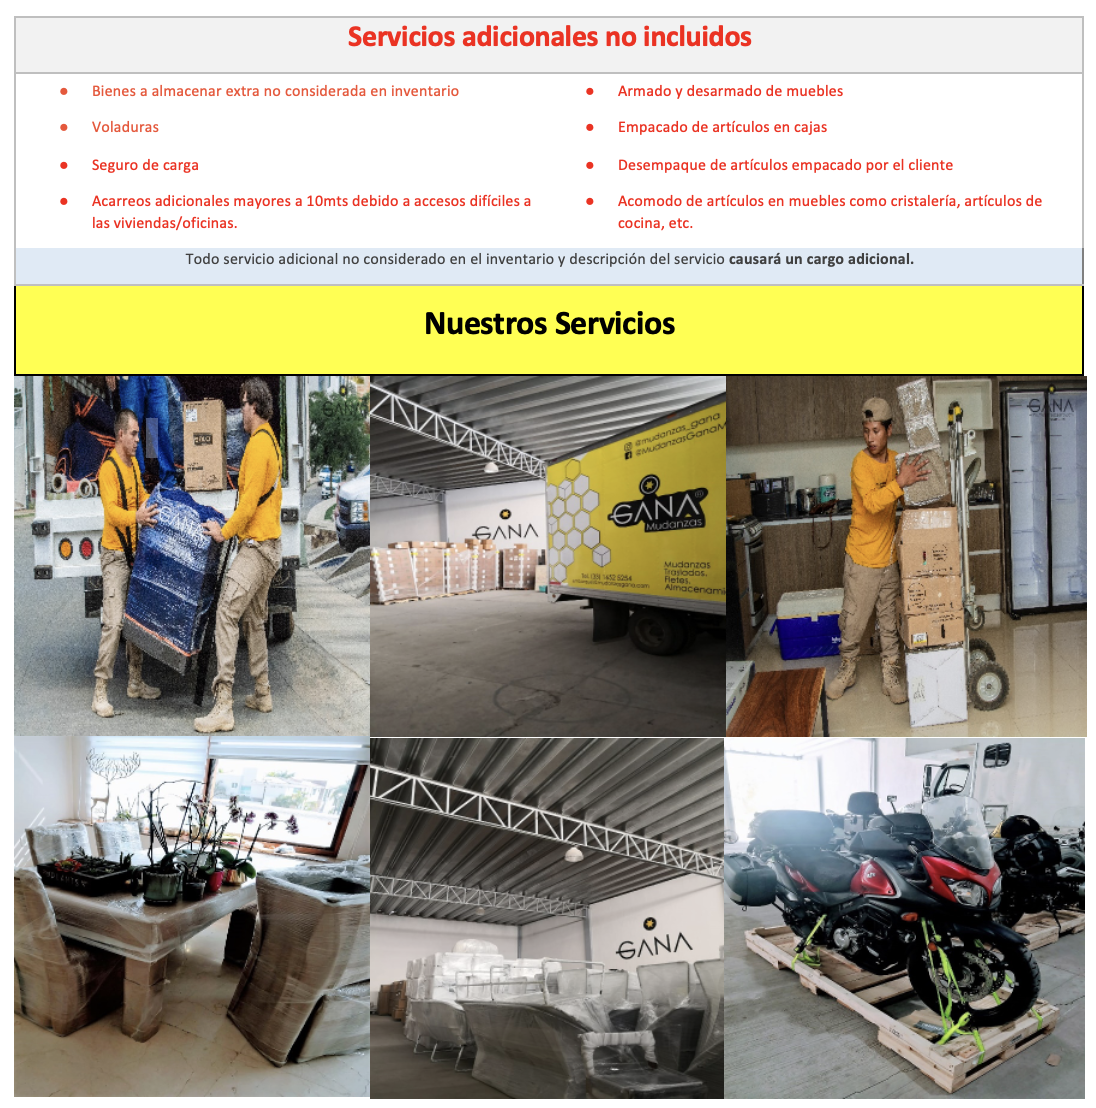 Servicios adicionales no incluidos
● Bienes a almacenar extra no considerada en inventario
● Voladuras
● Seguro de carga
● Acarreos adicionales mayores a 10mts debido a accesos difíciles a
las viviendas/oficinas.
● Armado y desarmado de muebles
● Empacado de artículos en cajas
● Desempaque de artículos empacado por el cliente
● Acomodo de artículos en muebles como cristalería, artículos de
cocina, etc.
Todo servicio adicional no considerado en el inventario y descripción del servicio causará un cargo adicional.
Nuestros Servicios
GANA
GANA
@mudanzas_gana
@MudanzasGanaM
GANA
Mudanzas
Mudanzas.
Traslados.
Fletes.
Almacenami
GANA
GANA
GANA